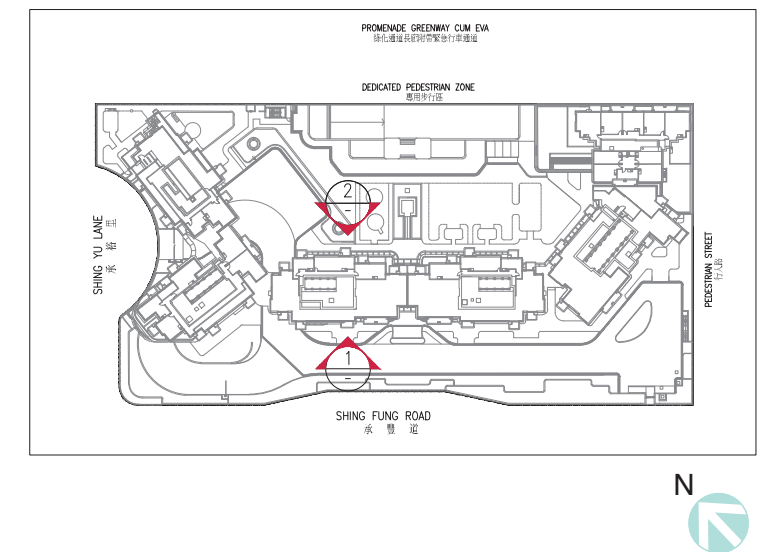 PROMENADE GREENWAY CUM EVA
綠化通道長廊附帶緊急行車通道
DEDICATED PEDESTRIAN ZONE
專用步行區
SHING YU LANE
承裕里
2
-
PEDESTRIAN STREET
行人路
1
-
SHING FUNG ROAD
承豐道
N